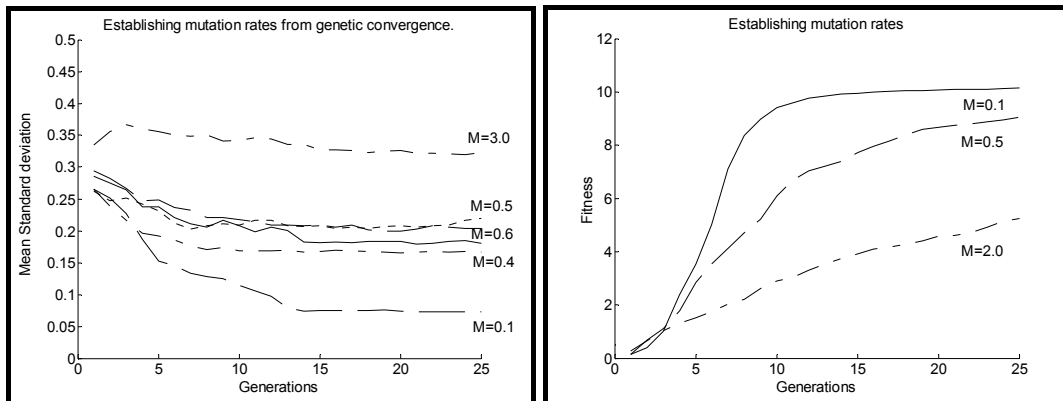 Establishing mutation rates from genetic convergence.
0.5
0.45
0.4
0.35
0.3
0.25
0.2
0.15
0.1
0.05
0
Mean Standard deviation
M=3.0
M=0.5
M=0.6
M=0.4
M=0.1
0 5 10 15 20 25
Generations
Establishing mutation rates
12
10
8
6
4
2
0
Fitness
M=0.1
M=0.5
M=2.0
0 5 10 15 20 25
Generations